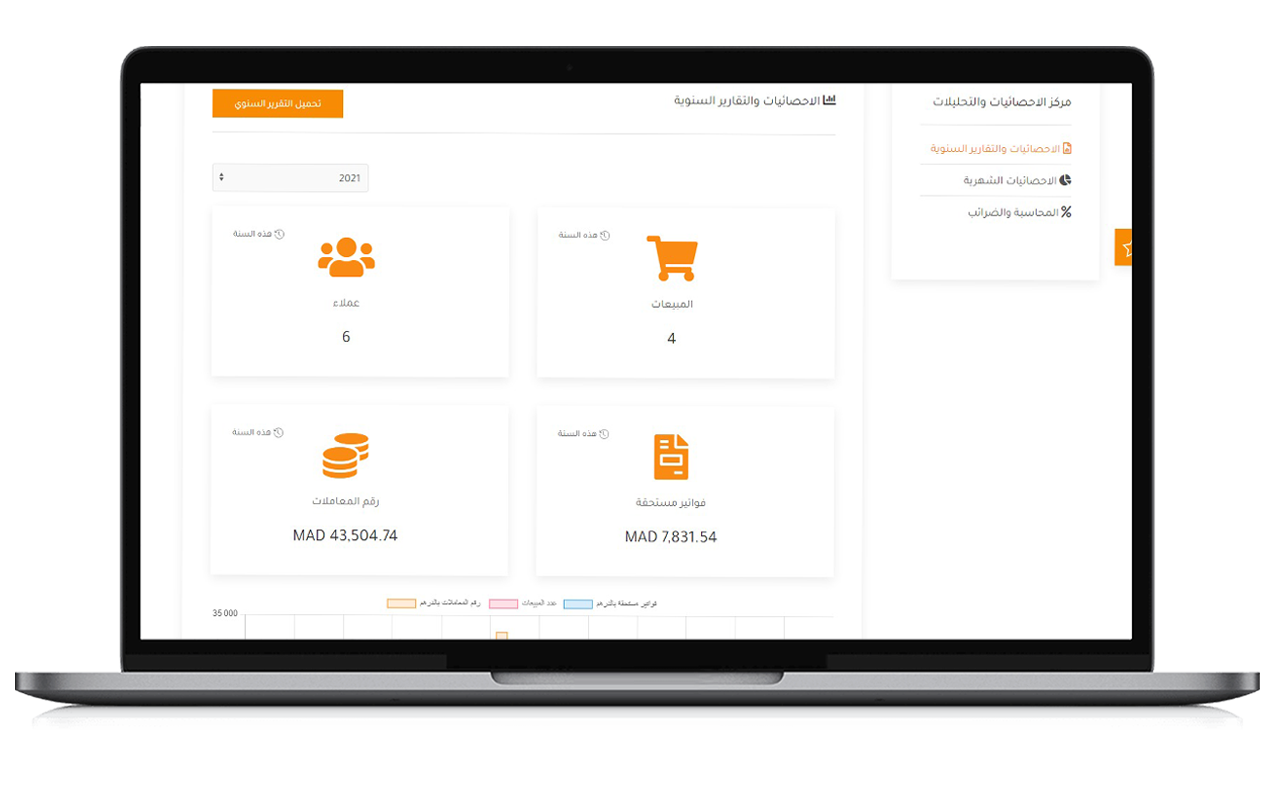 مركز الاحصائيات والتحليلات
الاحصائيات والتقارير السنوية
الاحصائيات الشهرية
المحاسبة والضرائب
الاحصائيات والتقارير السنوية
تحميل التقرير السنوي
2021
هذه السنة
المبيعات
4
هذه السنة
عملاء
6
هذه السنة
فواتير مستحقة
MAD 7,831.54
هذه السنة
رقم المعاملات
MAD 43,504.74
فواتير مستحقة بالدرهم
عدد المبيعات
رقم المعاملات بالدرهم
35 000